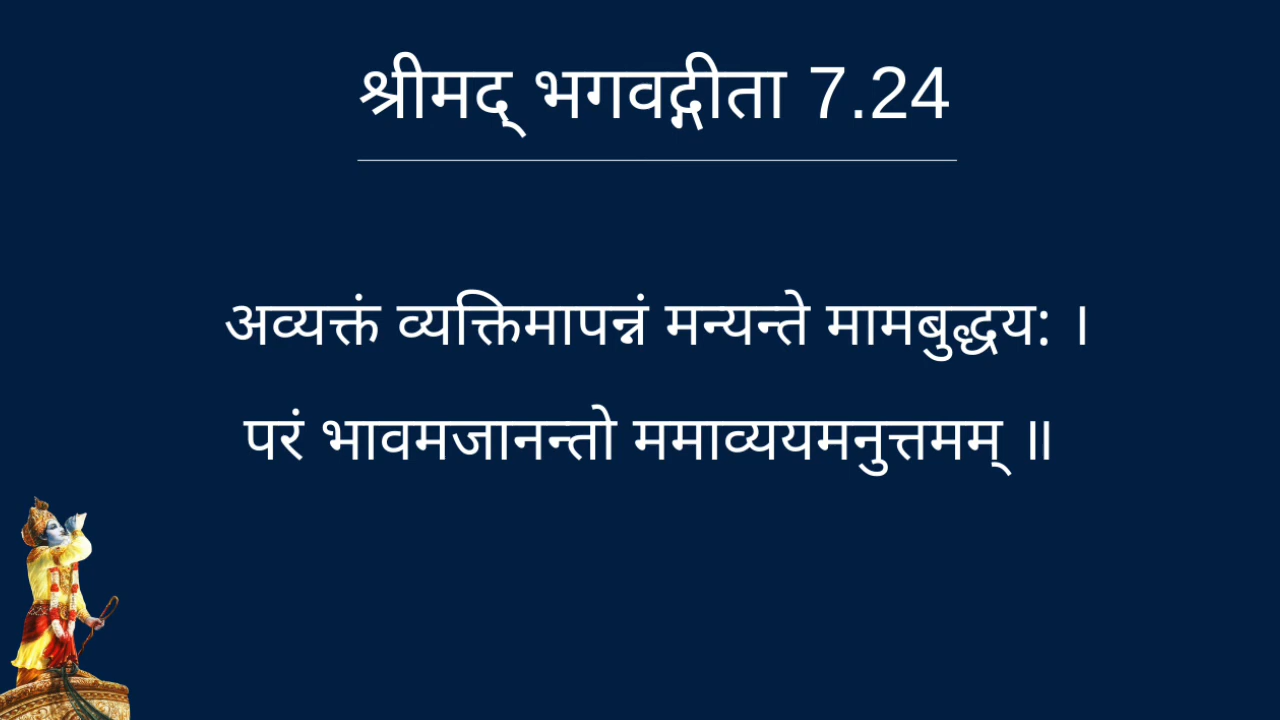 श्रीमद् भगवद्गीता 7.24
अव्यक्तं व्यक्तिमापन्नं मन्यन्ते मामबुद्धय: ।
परं भावमजानन्तो ममाव्ययमनुत्तमम् ॥